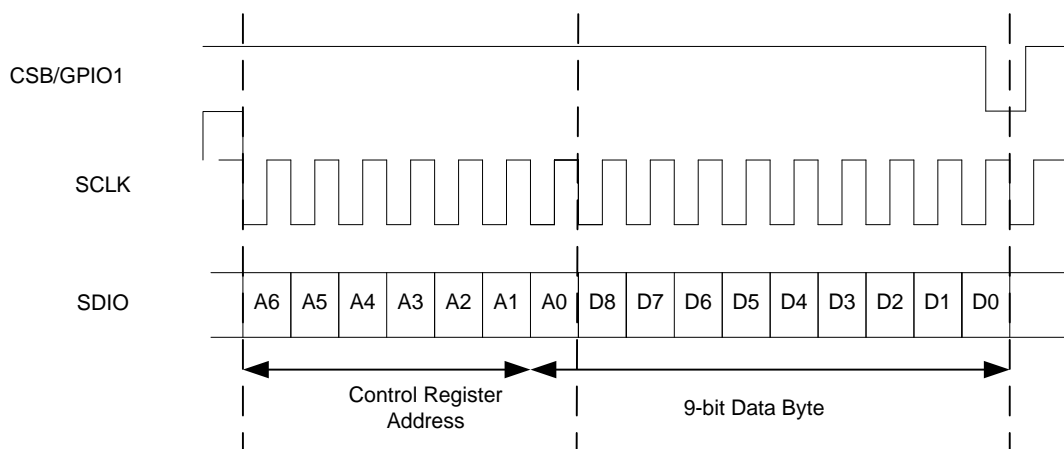 CSB/GPIO1
SCLK
SDIO
A6 A5 A4 A3 A2 A1 A0 D8 D7 D6 D5 D4 D3 D2 D1 D0
Control Register
Address
9-bit Data Byte